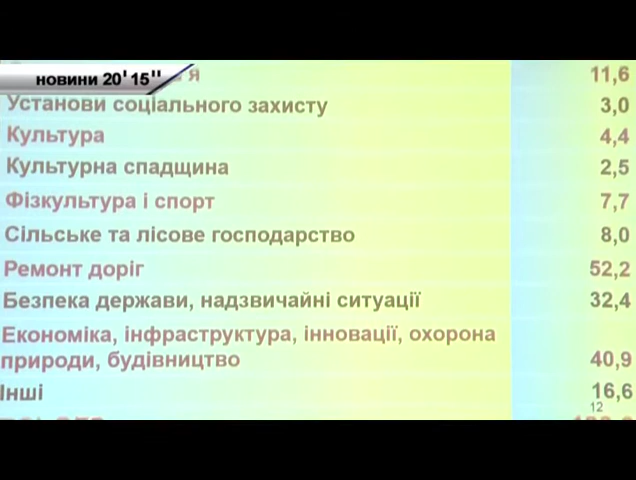 новини 20'15''
'я 11,6
Установи соціального захисту 3,0
Культура 4,4
Культурна спадщина 2,5
Фізкультура і спорт 7,7
Сільське та лісове господарство 8,0
Ремонт доріг 52,2
Безпека держави, надзвичайні ситуації 32,4
Економіка, інфраструктура, інновації, охорона
природи, будівництво 40,9
Інші 16,6
12